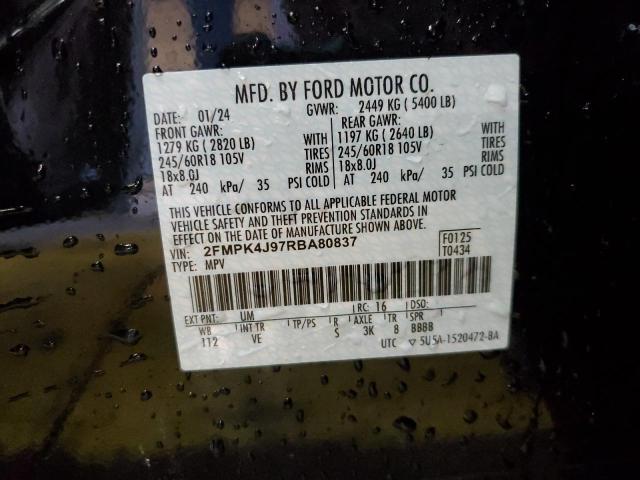 MFD. BY FORD MOTOR CO.
DATE: 01/24 GVWR: 2449 KG ( 5400 LB)
FRONT GAWR: REAR GAWR:
1279 KG ( 2820 LB) WITH 1197 KG ( 2640 LB) WITH
245/60R18 105V TIRES 245/60R18 105V TIRES
18x8.0J RIMS 18x8.0J RIMS
AT 240 kPa/ 35 PSI COLD AT 240 kPa/ 35 PSI COLD
THIS VEHICLE CONFORMS TO ALL APPLICABLE FEDERAL MOTOR
VEHICLE SAFETY AND THEFT PREVENTION STANDARDS IN
EFFECT ON THE DATE OF MANUFACTURE SHOWN ABOVE.
VIN: 2FMPK4J97RBA80837 F0125
TYPE: MPV T0434
EXT PNT: UM RC: 16 DSO:
WB INT TR TP/PS R AXLE TR SPR
112 VE S 3K 8 BBBB
UTC ▽ 5U5A-1520472-BA